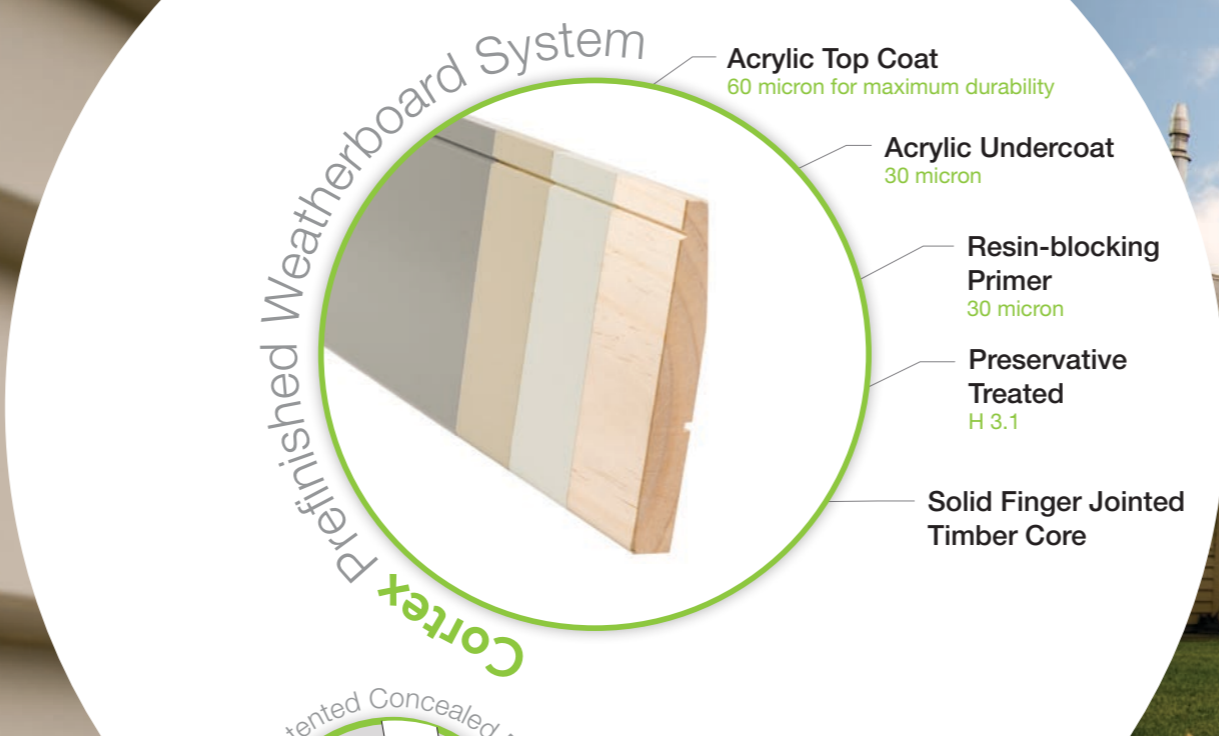 Cortex Prefinished Weatherboard System
Acrylic Top Coat
60 micron for maximum durability
Acrylic Undercoat
30 micron
Resin-blocking
Primer
30 micron
Preservative
Treated
H 3.1
Solid Finger Jointed
Timber Core
Concealed